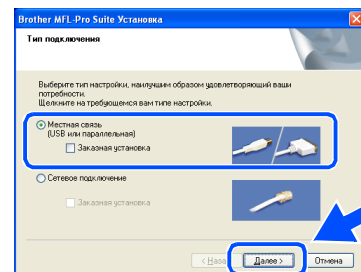 Brother MFL-Pro Suite Установка
Тип подключения
Выберите тип настройки, наилучшим образом удовлетворяющий ваши
потребности.
Щелкните на требующемся вам типе настройки.
Местная связь
(USB или параллельная)
Заказная установка
Сетевое подключение
Заказная установка
Далее >
Отмена